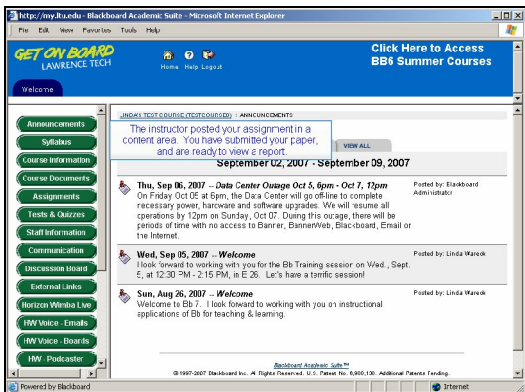 http://my.ltu.edu - Blackboard Academic Suite - Microsoft Internet Explorer
File Edit View Favorites Tools Help
GET ON BOARD
LAWRENCE TECH
Home Help Logout
Click Here to Access
BB6 Summer Courses
Welcome
LINDA'S TEST COURSE (TESTCOURSED) : ANNOUNCEMENTS
Announcements
Syllabus
Course Information
Course Documents
Assignments
Tests & Quizzes
Staff Information
Communication
Discussion Board
External Links
Horizon Wimba Live
HW Voice - Emails
HW Voice - Boards
HW - Podcaster
The instructor posted your assignment in a
content area. You have submitted your paper,
and are ready to view a report.
VIEW ALL
September 02, 2007 - September 09, 2007
Thu, Sep 06, 2007 -- Data Center Outage Oct 5, 6pm - Oct 7, 12pm
On Friday Oct 05 at 6pm, the Data Center will go off-line to complete
necessary power, hardware and software upgrades. We will resume all
operations by 12pm on Sunday, Oct 07. During this outage, there will be
periods of time with no access to Banner, BannerWeb, Blackboard, Email or
the Internet.
Posted by: Blackboard
Administrator
Wed, Sep 05, 2007 -- Welcome
I look forward to working with you for the Bb Training session on Wed., Sept.
5, at 12:30 PM - 2:15 PM, in E 26. Let's have a terrific session!
Posted by: Linda Wareck
Sun, Aug 26, 2007 -- Welcome
Welcome to Bb 7. I look forward to working with you on instructional
applications of Bb for teaching & learning.
Posted by: Linda Wareck
Blackboard Academic Suite™
© 1997-2007 Blackboard Inc. All Rights Reserved. U.S. Patent No. 6,988,138. Additional Patents Pending.
Powered by Blackboard
Internet